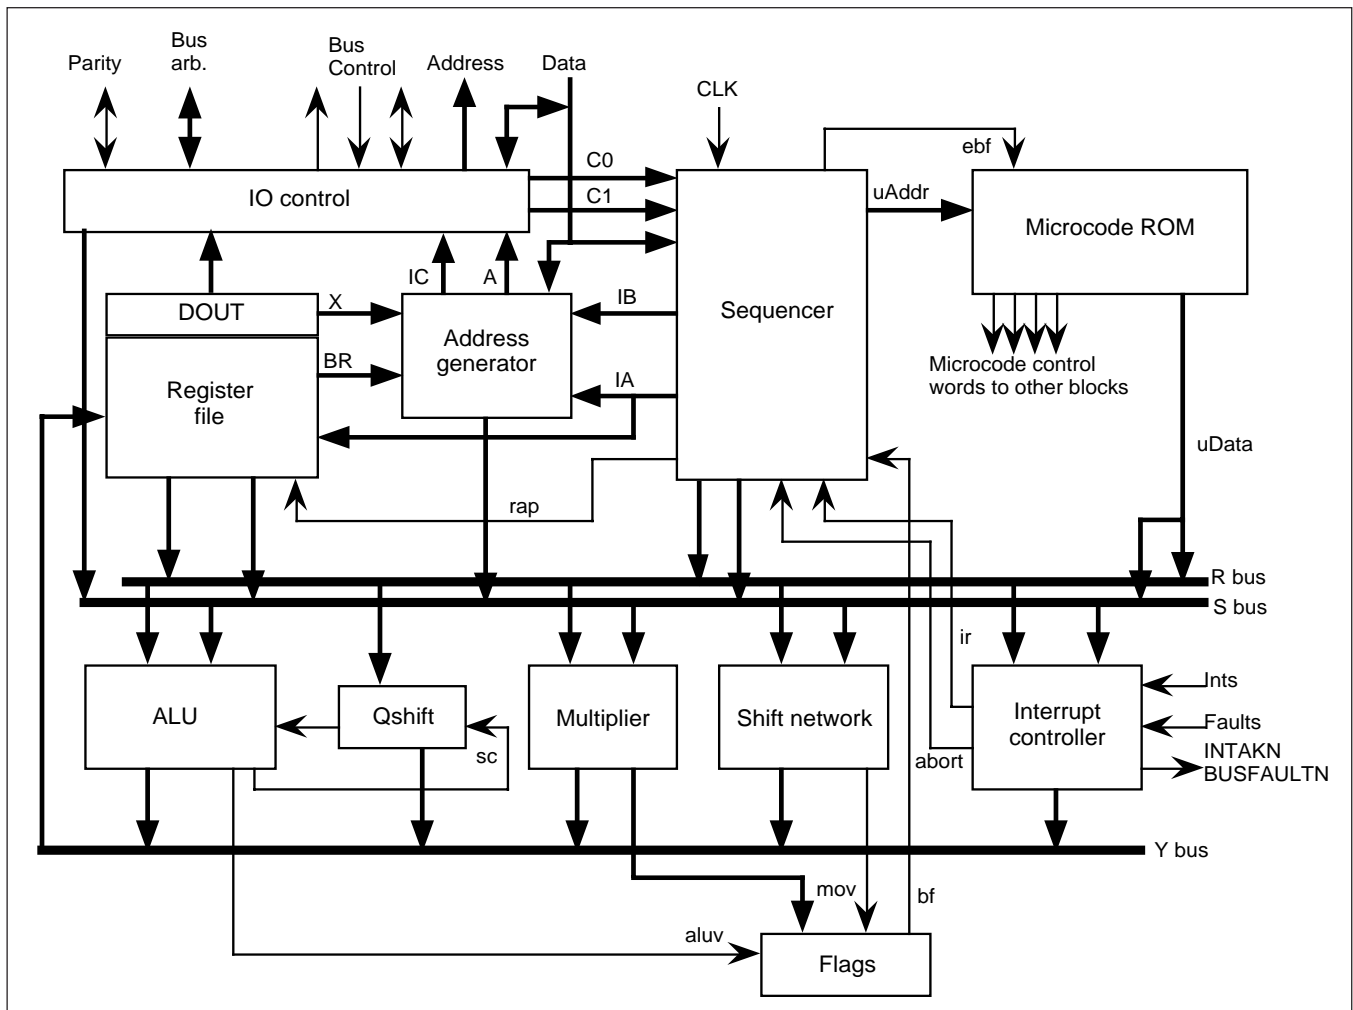 Parity
Bus
arb.
Bus
Control
Address
Data
CLK
ebf
C0
C1
uAddr
IO control
Microcode ROM
IC
A
IB
Sequencer
DOUT
X
Address
generator
BR
IA
Register
file
Microcode control
words to other blocks
uData
rap
R bus
S bus
ir
Ints
ALU
Qshift
Multiplier
Shift network
Interrupt
controller
Faults
sc
abort
INTAKN
BUSFAULTN
Y bus
mov
bf
aluv
Flags